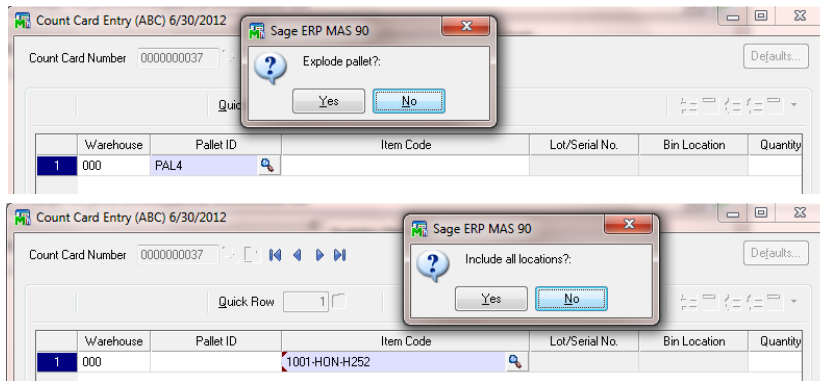 Count Card Entry (ABC) 6/30/2012
Sage ERP MAS 90
Count Card Number 0000000037
Explode pallet?:
Defaults...
Yes No
Quic
Warehouse Pallet ID Item Code Lot/Serial No. Bin Location Quantity
1 000 PAL4
Count Card Entry (ABC) 6/30/2012
Sage ERP MAS 90
Count Card Number 0000000037
Include all locations?:
Defaults...
Quick Row 1
Yes No
Warehouse Pallet ID Item Code Lot/Serial No. Bin Location Quantity
1 000 1001-HON-H252